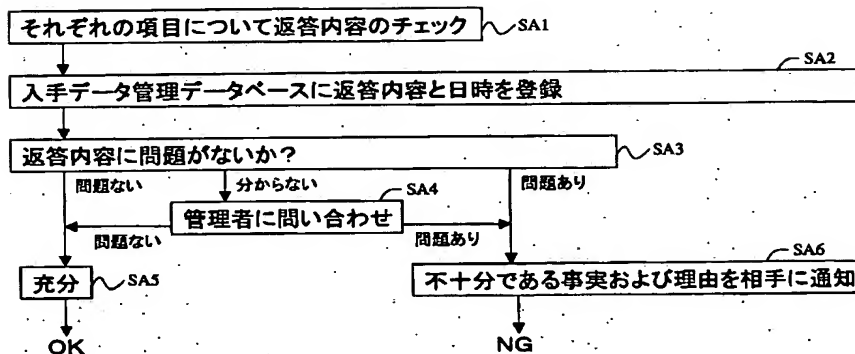 それぞれの項目について返答内容のチェック SA1
SA2
入手データ管理データベースに返答内容と日時を登録
返答内容に問題がないか? SA3
問題ない 分からない SA4 問題あり
管理者に問い合わせ
問題ない 問題あり
SA6
充分 SA5 不十分である事実および理由を相手に通知
OK NG